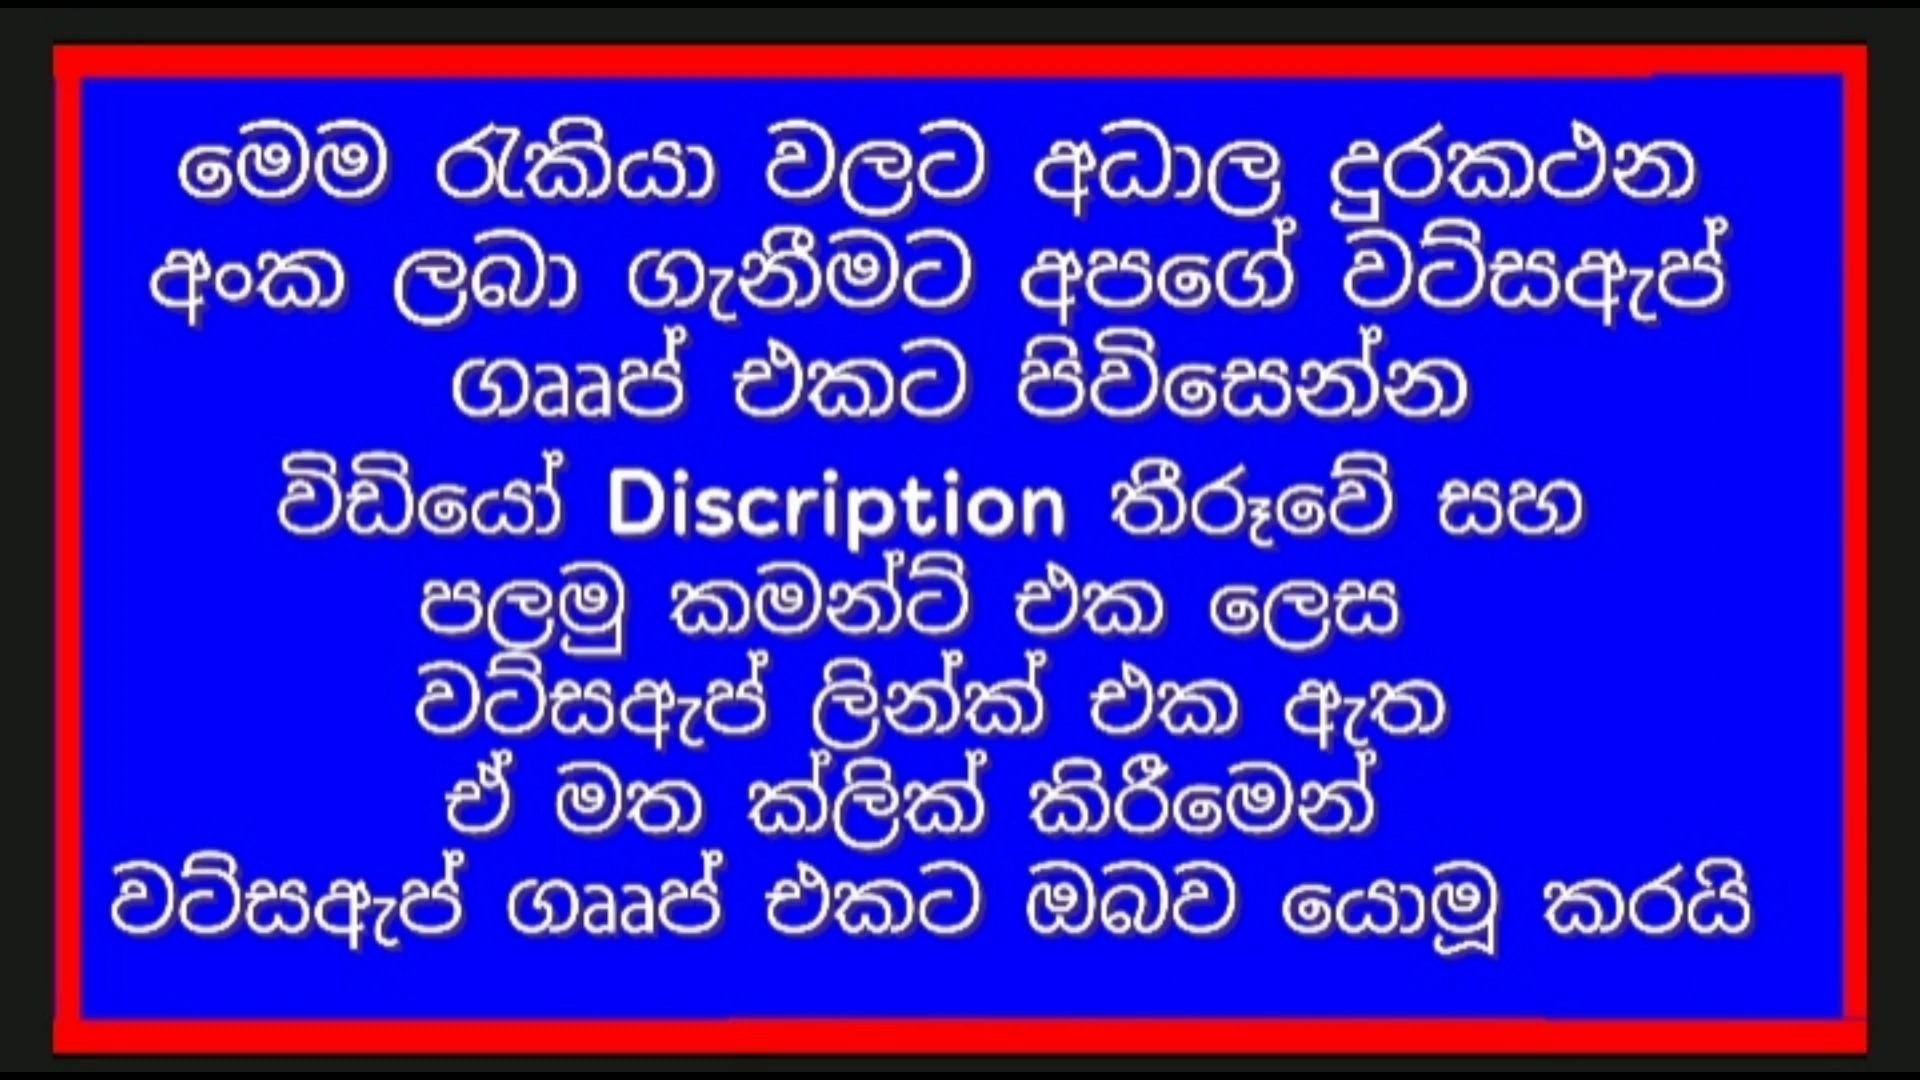 මෙම රැකියා වලට අධාල දුරකථන
අංක ලබා ගැනීමට අපගේ වට්සඇප්
ගෲප් එකට පිවිසෙන්න
විඩියෝ Discription තීරුවේ සහ
පලමු කමන්ට් එක ලෙස
වට්සඇප් ලින්ක් එක ඇත
ඒ මත ක්ලික් කිරීමෙන්
වට්සඇප් ගෲප් එකට ඔබව යොමු කරයි